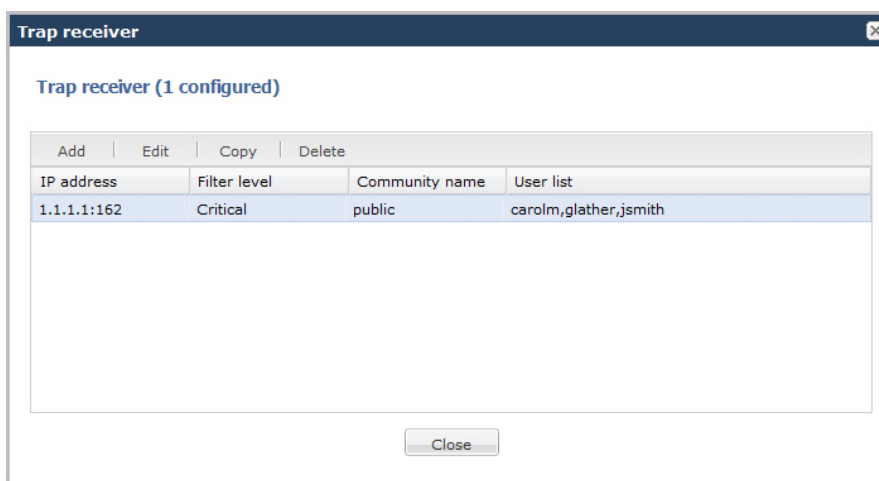 Trap receiver
Trap receiver (1 configured)
Add Edit Copy Delete
IP address Filter level Community name User list
1.1.1.1:162 Critical public carolm,glather,jsmith
Close